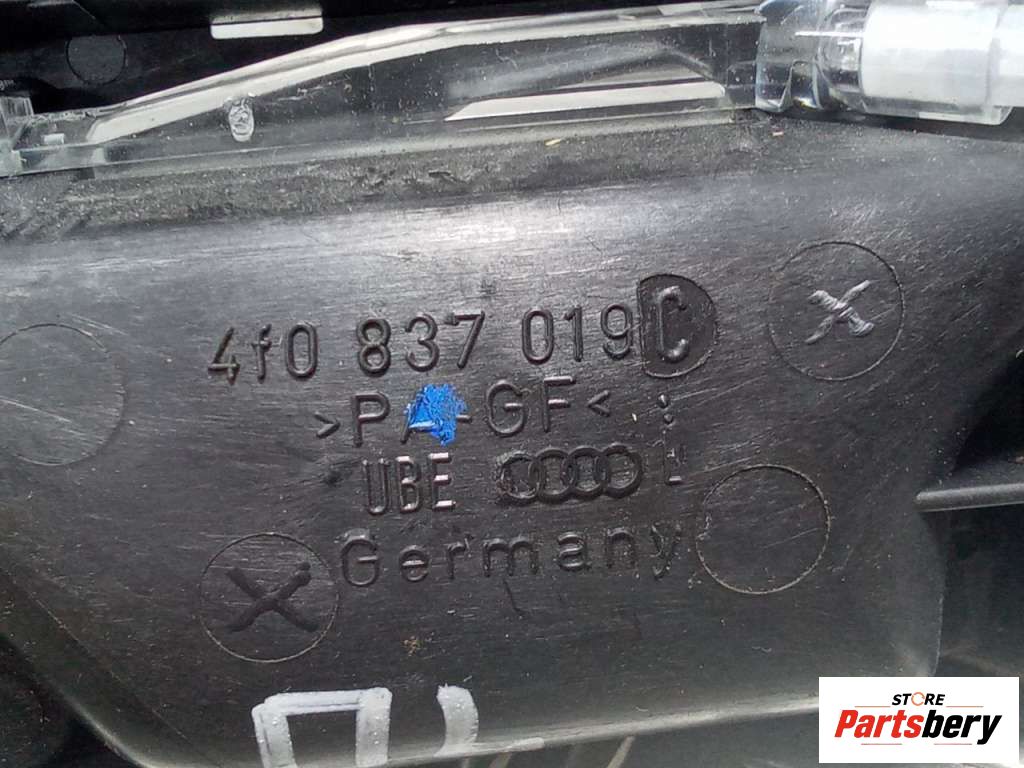 4f0 837 019 C
>PA-GF<
UBE L
Germany
STORE
Partsbery